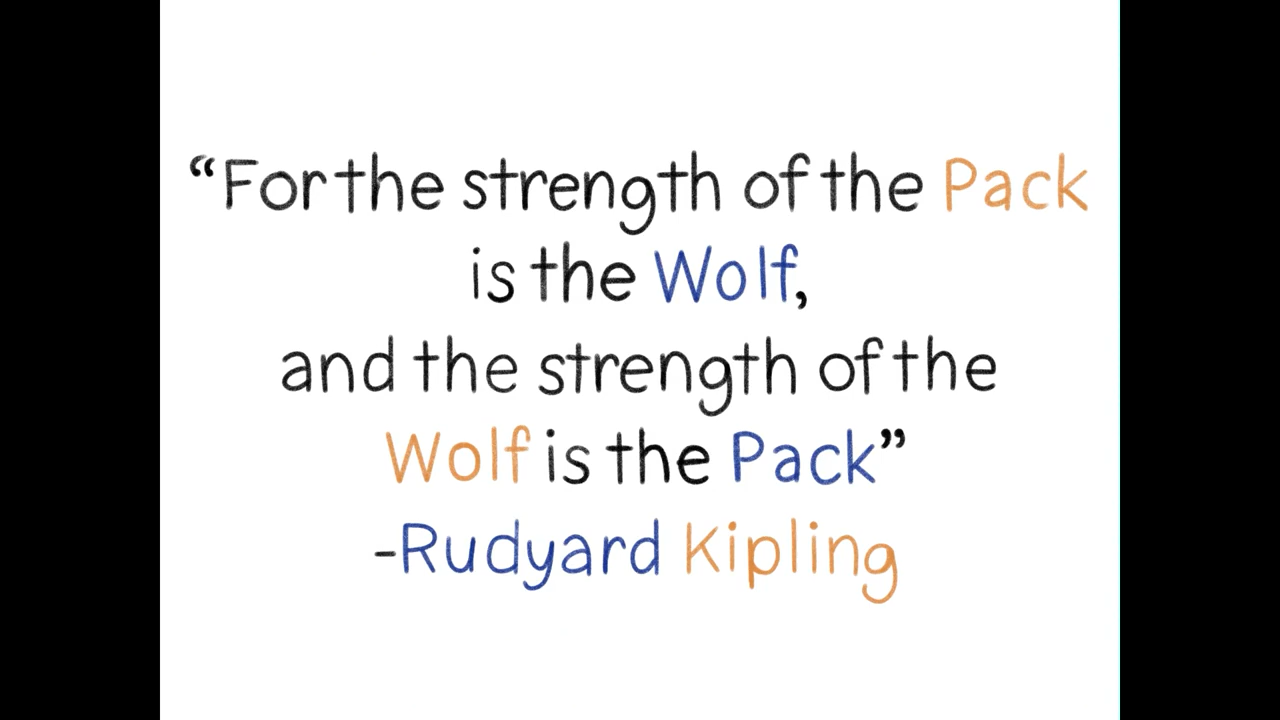 “For the strength of the Pack
is the Wolf,
and the strength of the
Wolf is the Pack”
-Rudyard Kipling